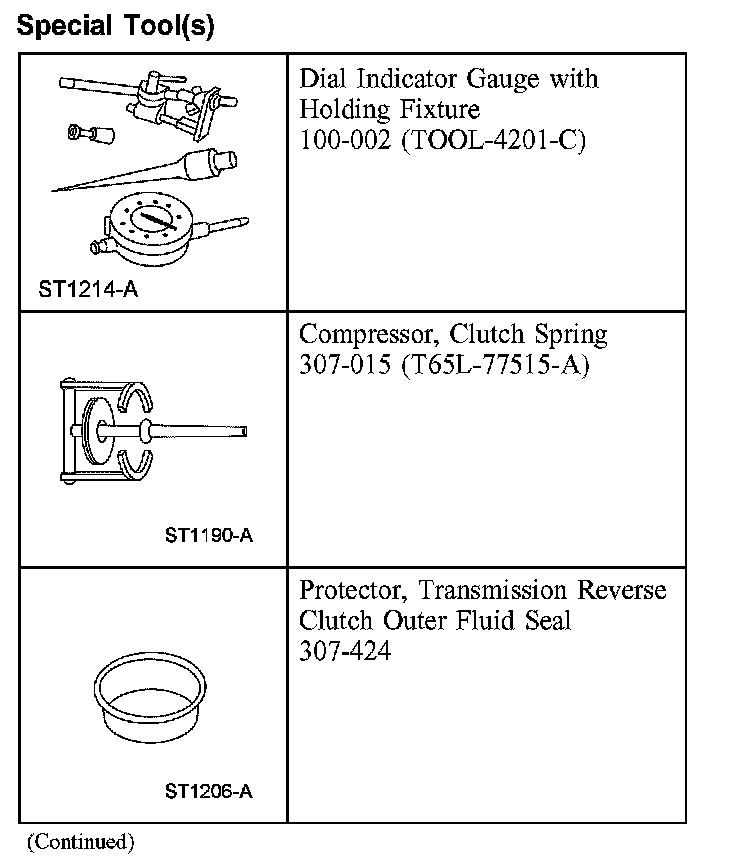 Special Tool(s)
Dial Indicator Gauge with
Holding Fixture
100-002 (TOOL-4201-C)
ST1214-A
Compressor, Clutch Spring
307-015 (T65L-77515-A)
ST1190-A
Protector, Transmission Reverse
Clutch Outer Fluid Seal
307-424
ST1206-A
(Continued)